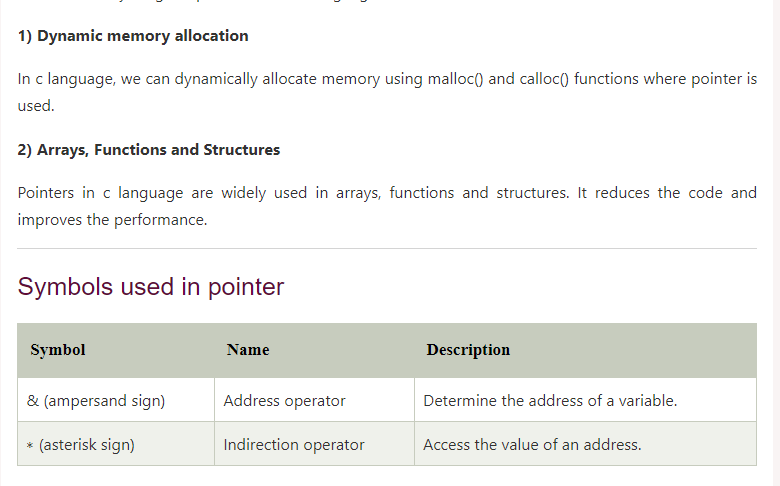 1) Dynamic memory allocation
In c language, we can dynamically allocate memory using malloc() and calloc() functions where pointer is
used.
2) Arrays, Functions and Structures
Pointers in c language are widely used in arrays, functions and structures. It reduces the code and
improves the performance.
Symbols used in pointer
Symbol Name Description
& (ampersand sign) Address operator Determine the address of a variable.
* (asterisk sign) Indirection operator Access the value of an address.